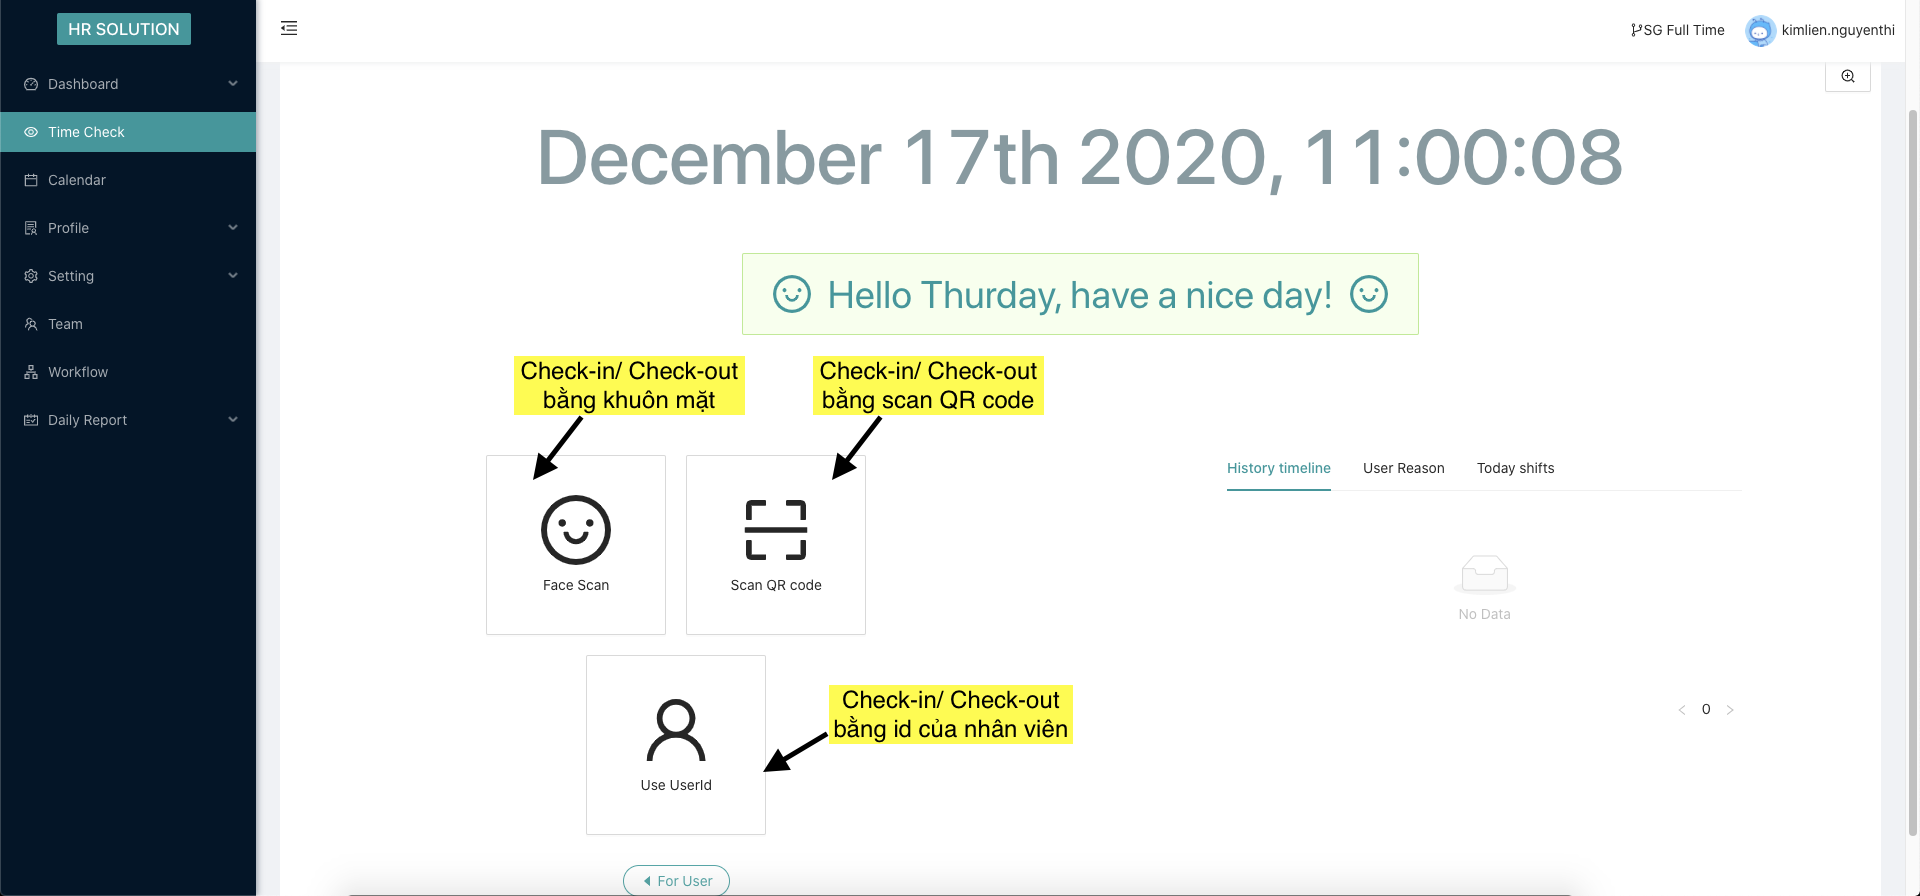 HR SOLUTION
Dashboard
Time Check
Calendar
Profile
Setting
Team
Workflow
Daily Report
SG Full Time
kimlien.nguyenthi
December 17th 2020, 11:00:08
Hello Thurday, have a nice day!
Check-in/ Check-out
bằng khuôn mặt
Check-in/ Check-out
bằng scan QR code
Face Scan
Scan QR code
History timeline
User Reason
Today shifts
No Data
Check-in/ Check-out
bằng id của nhân viên
Use UserId
< 0 >
For User